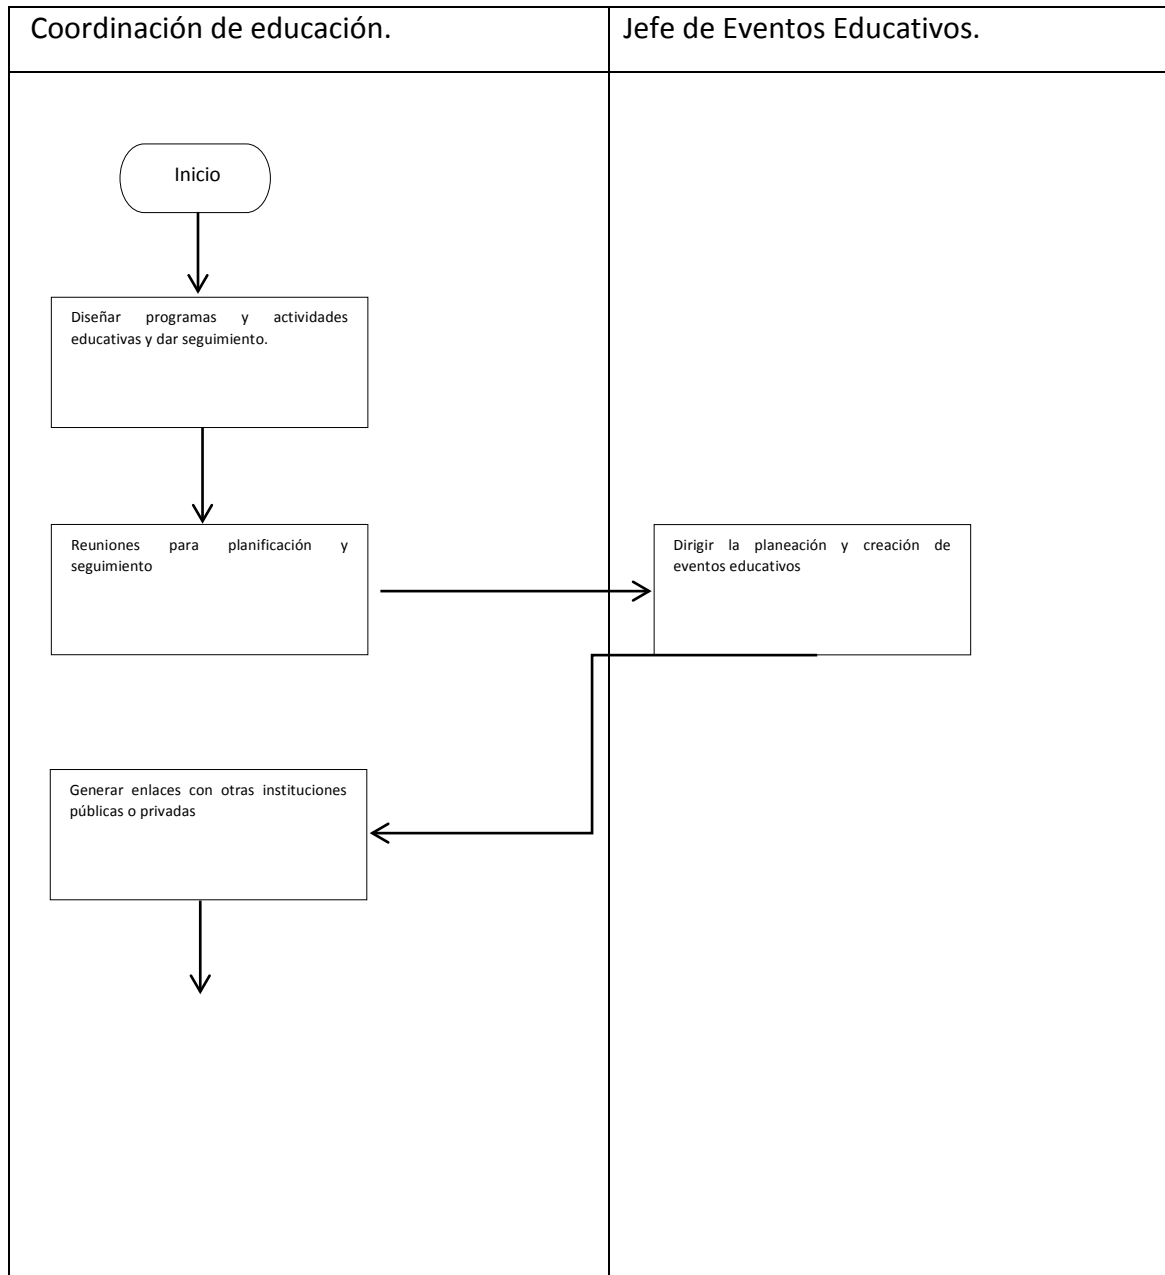 Coordinación de educación.
Jefe de Eventos Educativos.
Inicio
Diseñar programas y actividades
educativas y dar seguimiento.
Reuniones para planificación y
seguimiento
Dirigir la planeación y creación de
eventos educativos
Generar enlaces con otras instituciones
públicas o privadas